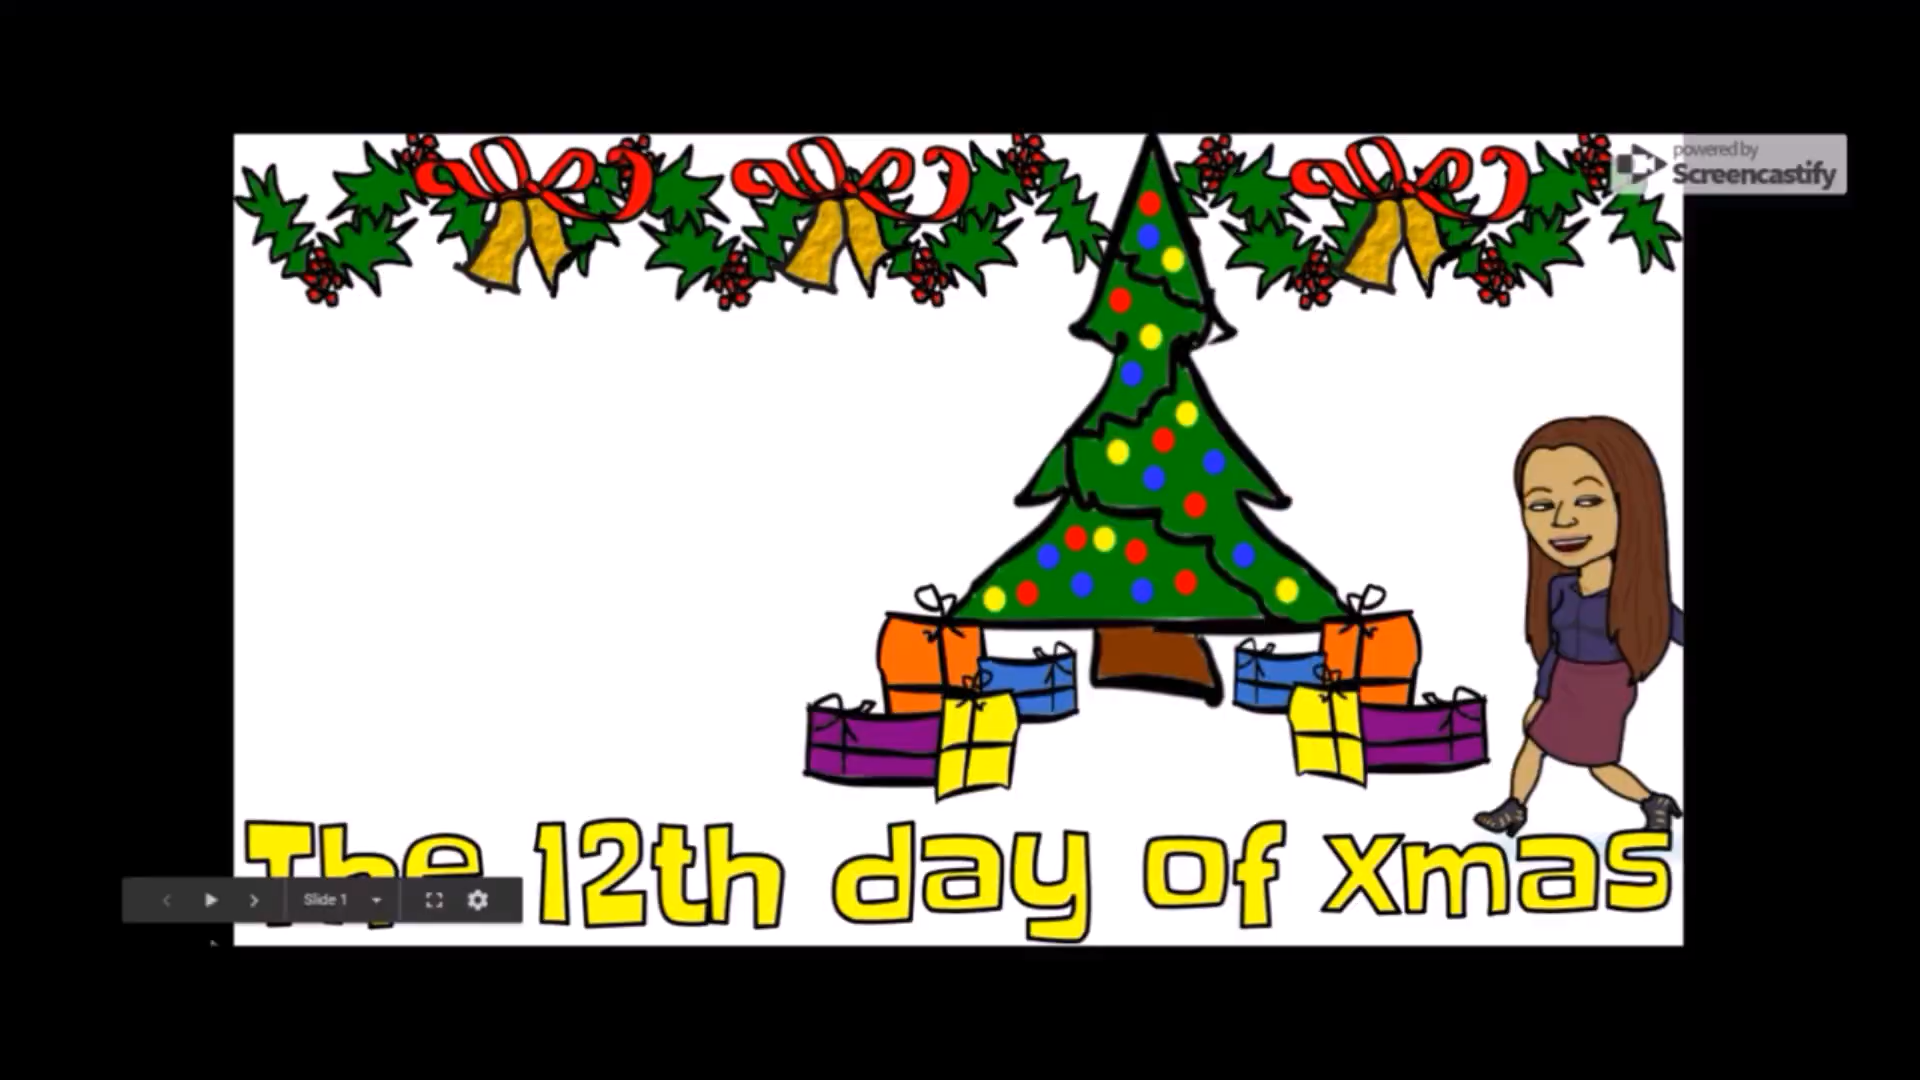 powered by
Screencastify
The 12th day of xmas
Slide 1